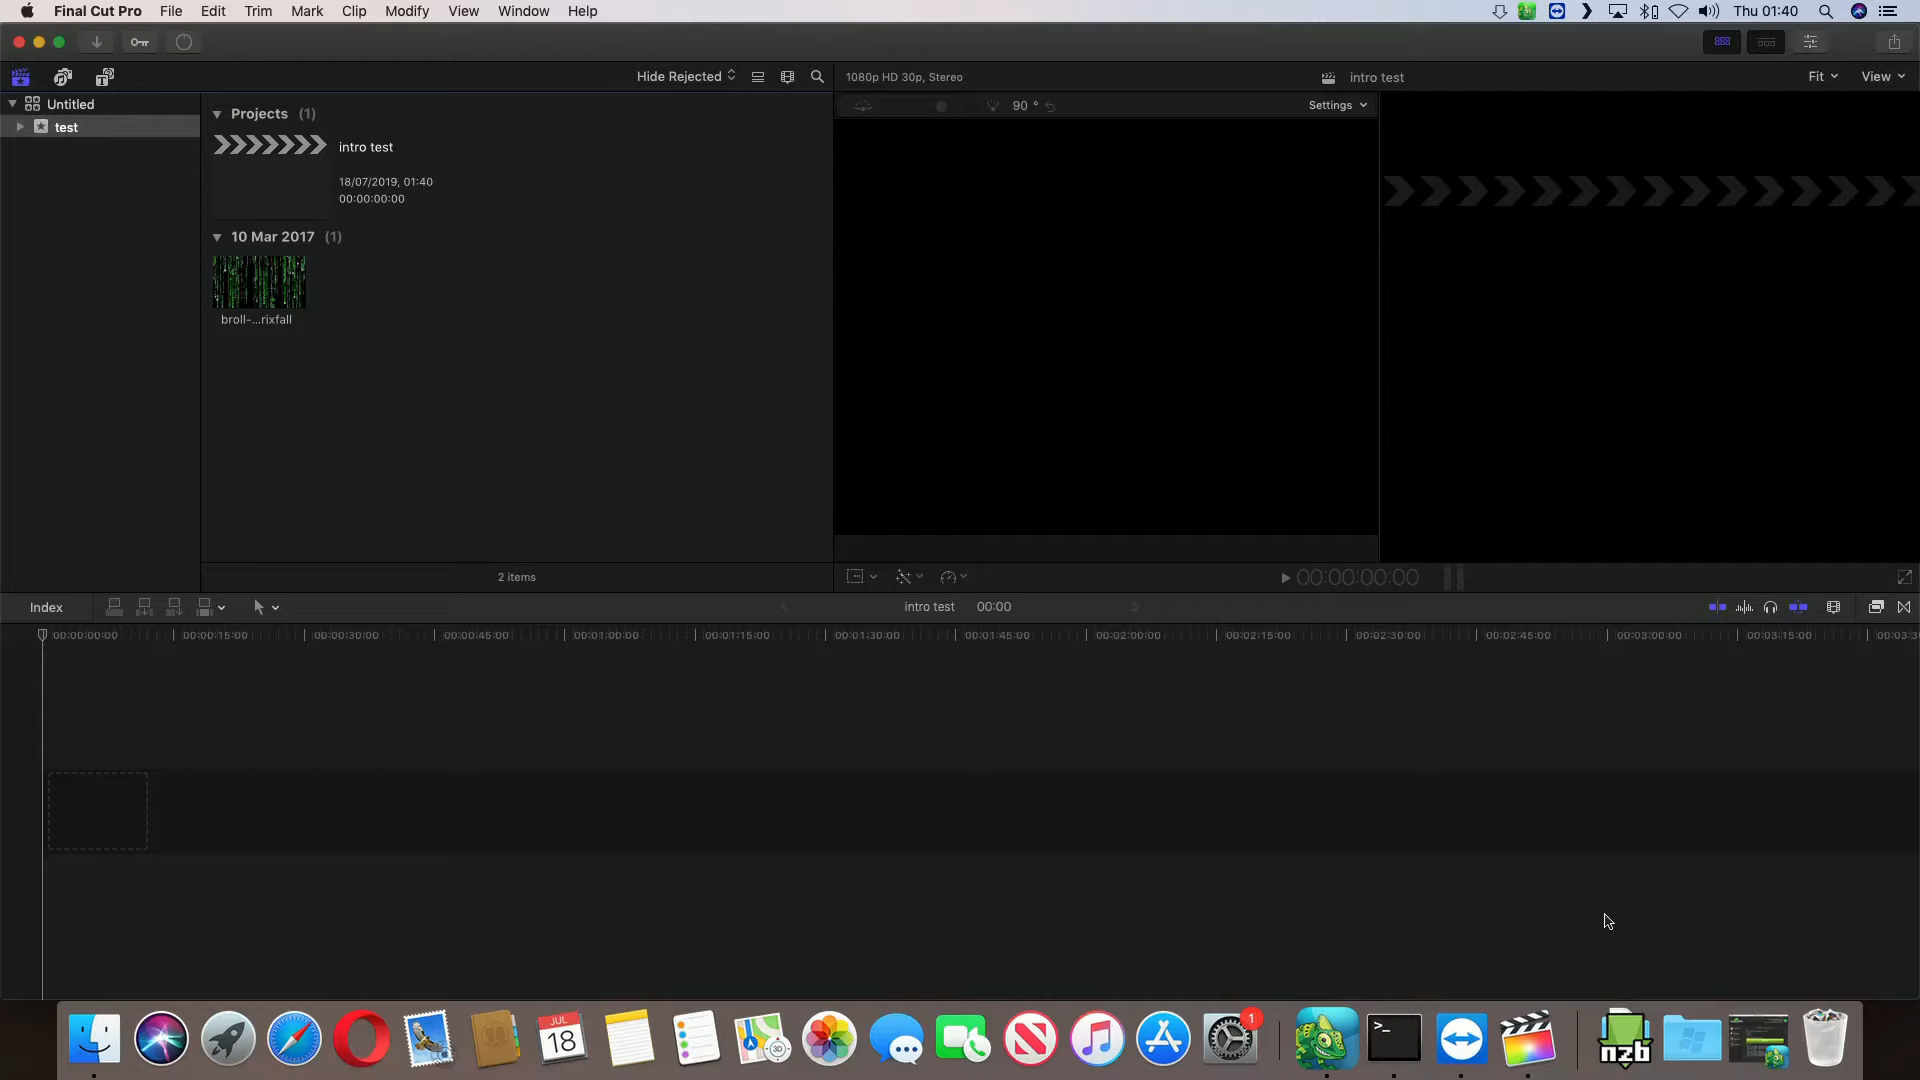 Final Cut Pro File Edit Trim Mark Clip Modify View Window Help Thu 01:40
Hide Rejected 1080p HD 30p, Stereo intro test Fit View
Untitled
test
Projects (1)
intro test
18/07/2019, 01:40
00:00:00:00
10 Mar 2017 (1)
broll-...rixfall
2 items
90 ° Settings
00:00:00:00
Index intro test 00:00
00:00:00:00 00:00:15:00 00:00:30:00 00:00:45:00 00:01:00:00 00:01:15:00 00:01:30:00 00:01:45:00 00:02:00:00 00:02:15:00 00:02:30:00 00:02:45:00 00:03:00:00 00:03:15:00 00:03:30
JUL
18
3D
1
>_
nzb